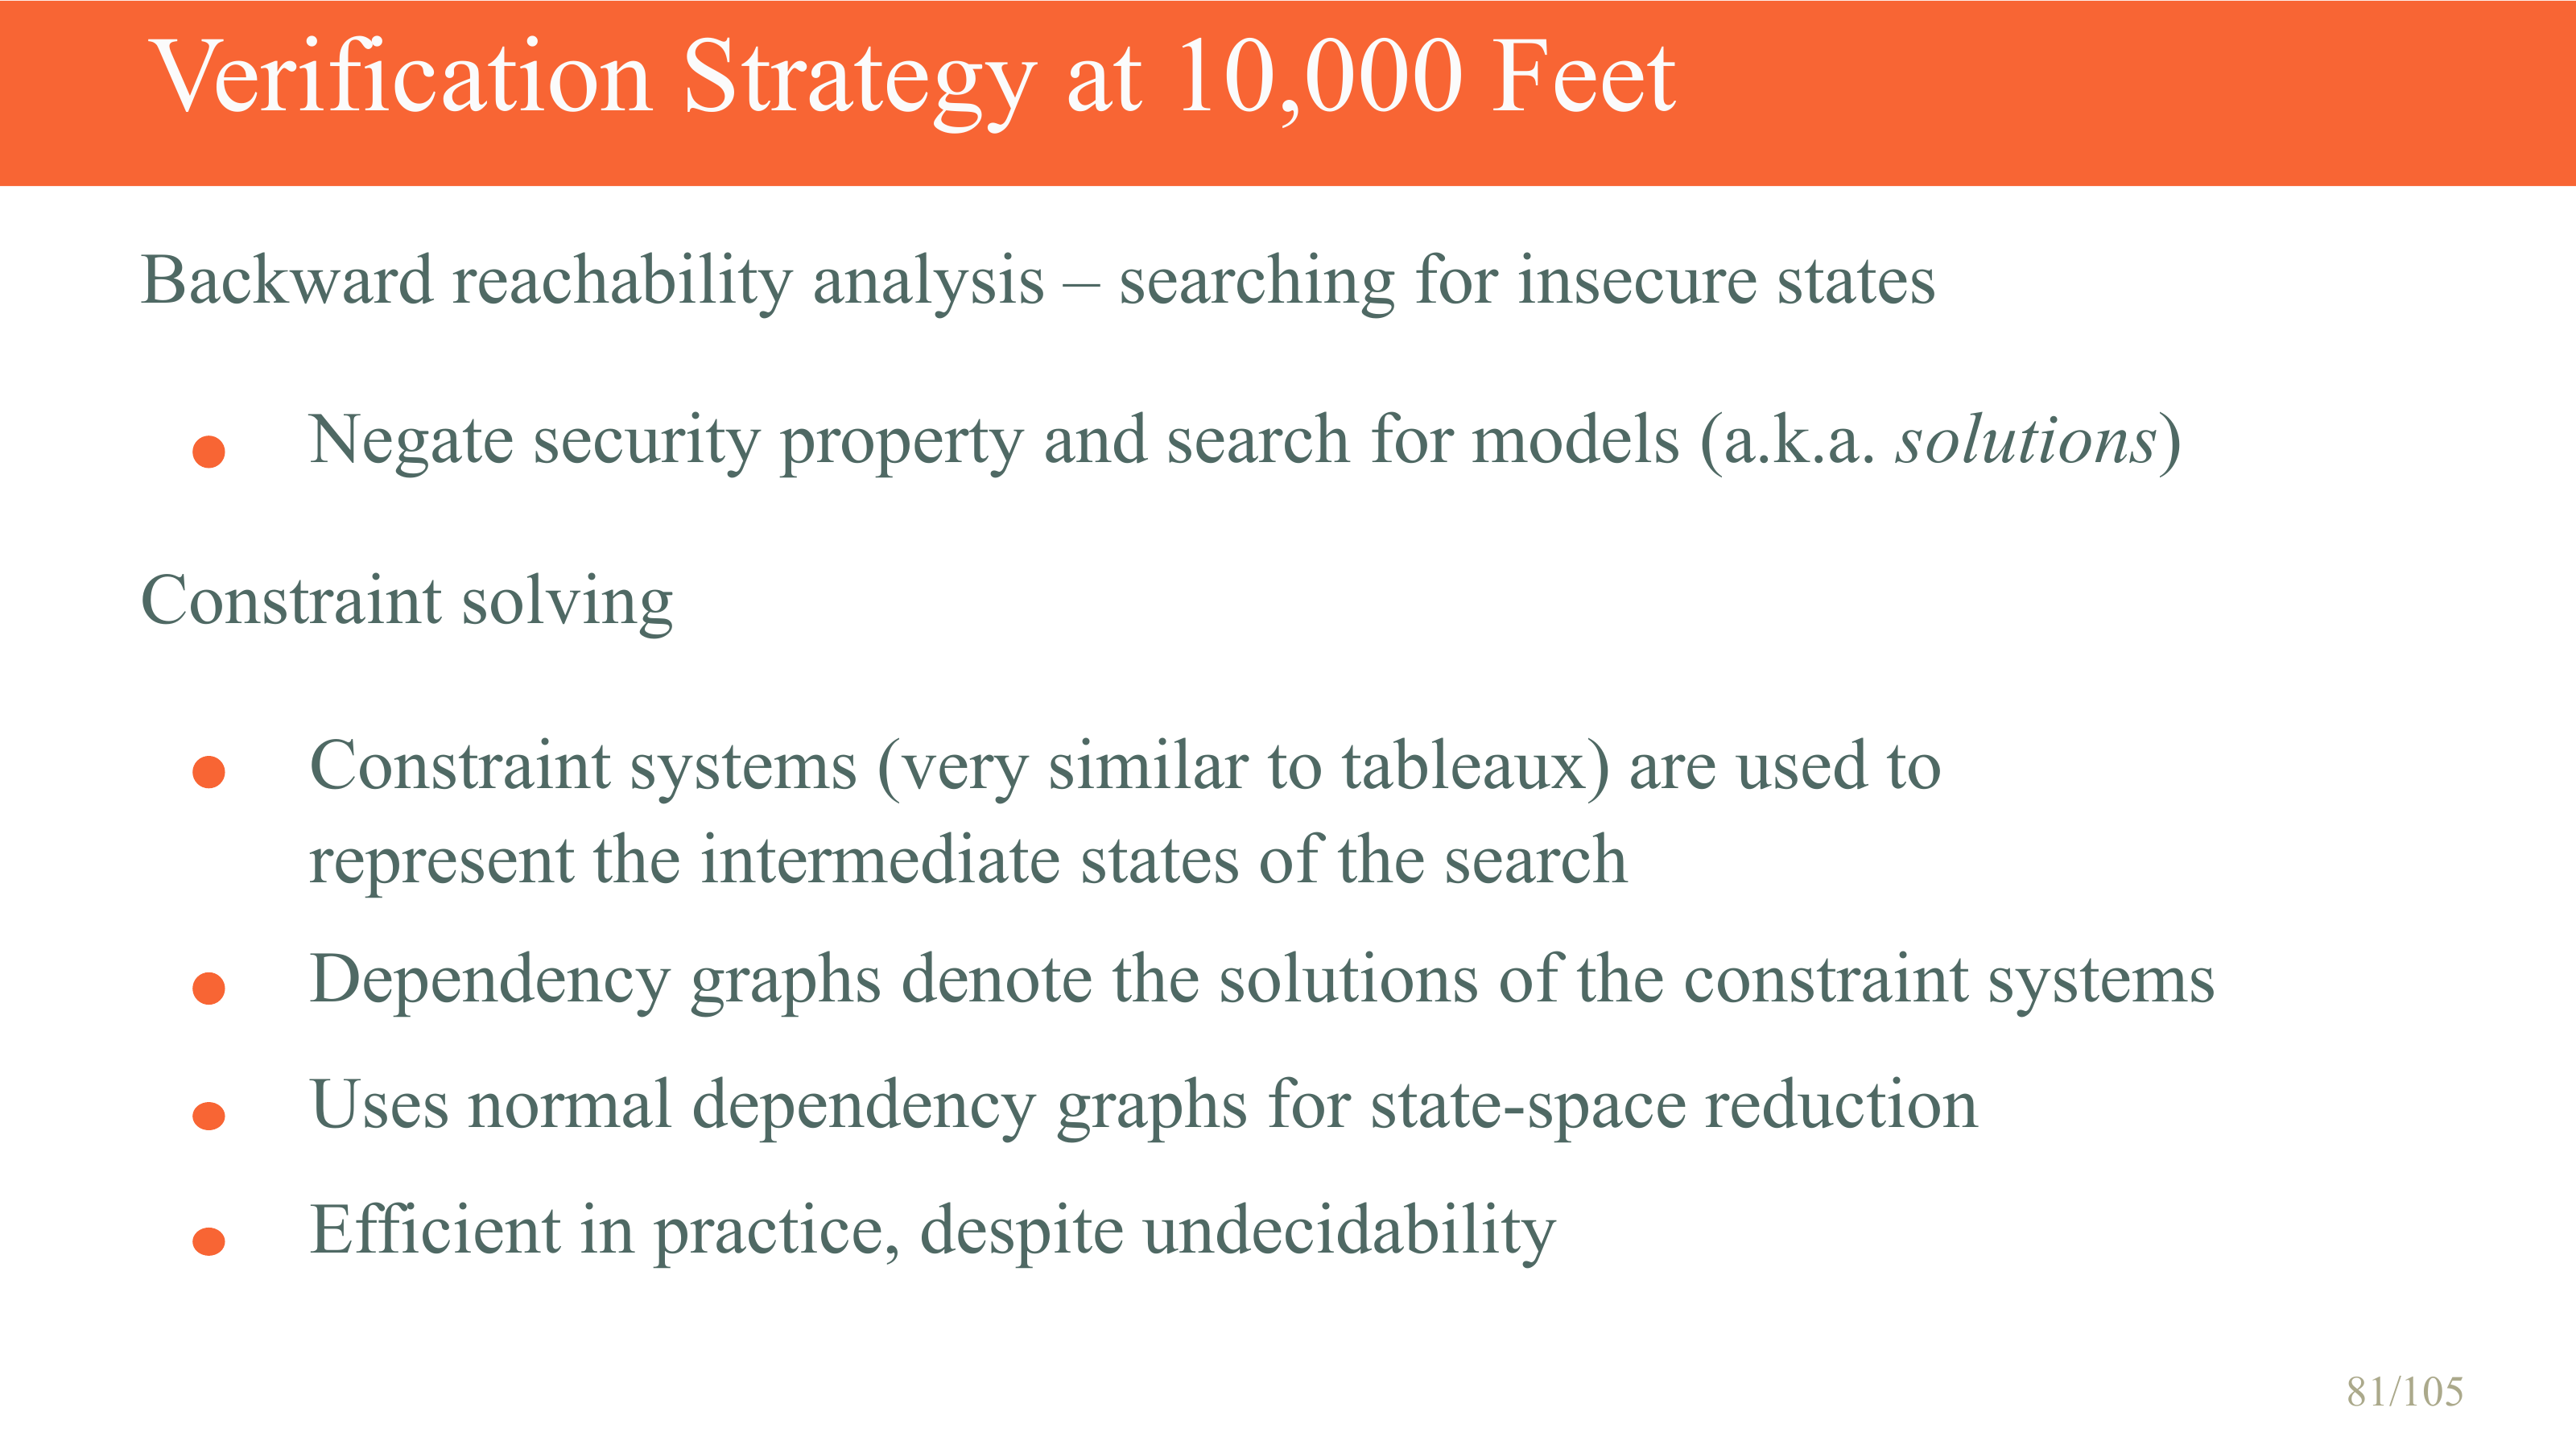 Verification Strategy at 10,000 Feet
Backward reachability analysis – searching for insecure states
● Negate security property and search for models (a.k.a. solutions)
Constraint solving
● Constraint systems (very similar to tableaux) are used to
represent the intermediate states of the search
● Dependency graphs denote the solutions of the constraint systems
● Uses normal dependency graphs for state-space reduction
● Efficient in practice, despite undecidability
81/105